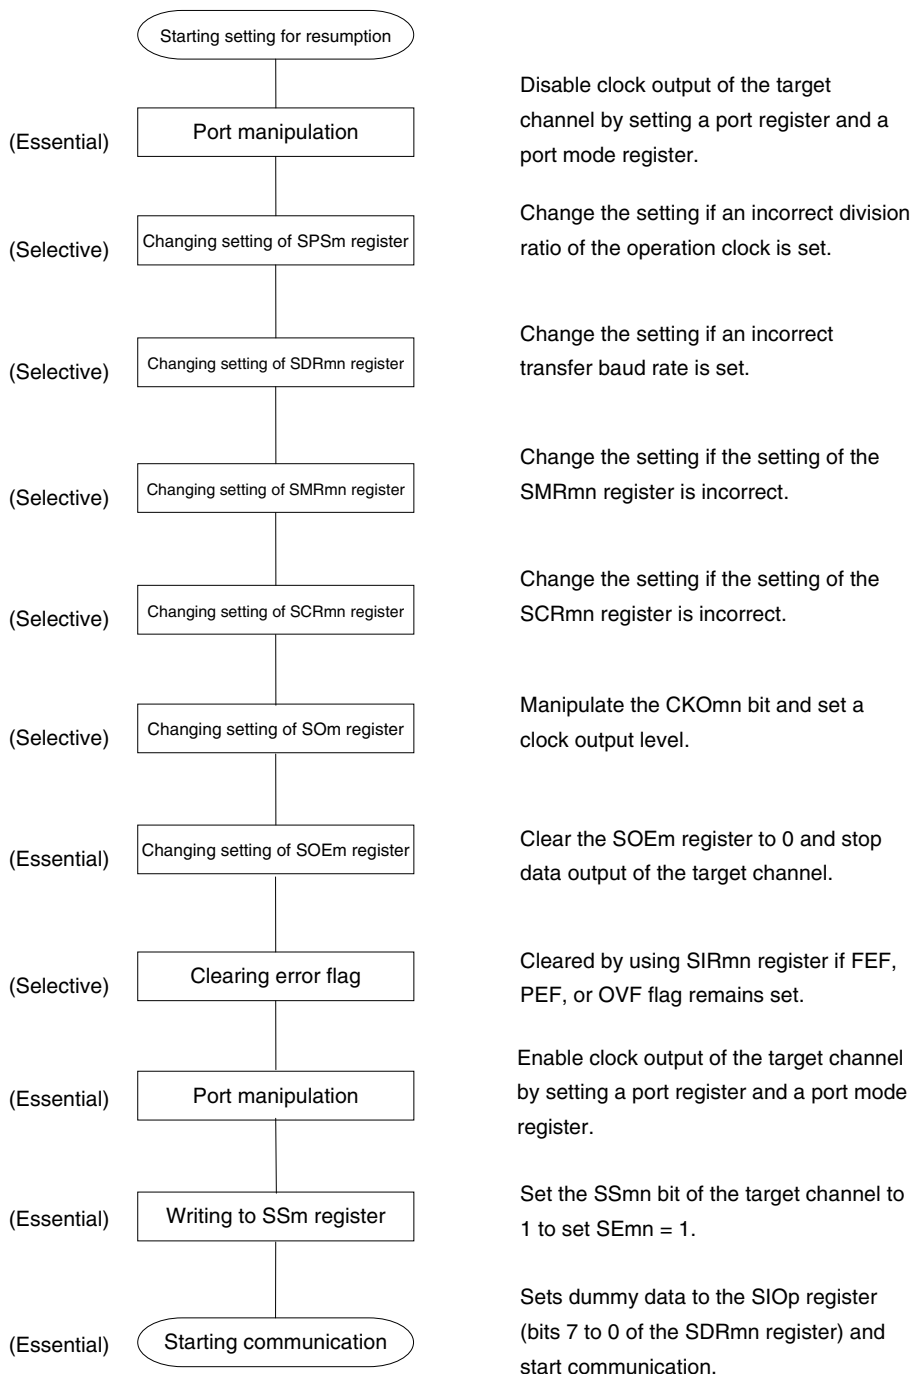 Starting setting for resumption
(Essential)
Port manipulation
Disable clock output of the target
channel by setting a port register and a
port mode register.
(Selective)
Changing setting of SPSm register
Change the setting if an incorrect division
ratio of the operation clock is set.
(Selective)
Changing setting of SDRmn register
Change the setting if an incorrect
transfer baud rate is set.
(Selective)
Changing setting of SMRmn register
Change the setting if the setting of the
SMRmn register is incorrect.
(Selective)
Changing setting of SCRmn register
Change the setting if the setting of the
SCRmn register is incorrect.
(Selective)
Changing setting of SOm register
Manipulate the CKOmn bit and set a
clock output level.
(Essential)
Changing setting of SOEm register
Clear the SOEm register to 0 and stop
data output of the target channel.
(Selective)
Clearing error flag
Cleared by using SIRmn register if FEF,
PEF, or OVF flag remains set.
(Essential)
Port manipulation
Enable clock output of the target channel
by setting a port register and a port mode
register.
(Essential)
Writing to SSm register
Set the SSmn bit of the target channel to
1 to set SEmn = 1.
(Essential)
Starting communication
Sets dummy data to the SIOp register
(bits 7 to 0 of the SDRmn register) and
start communication.